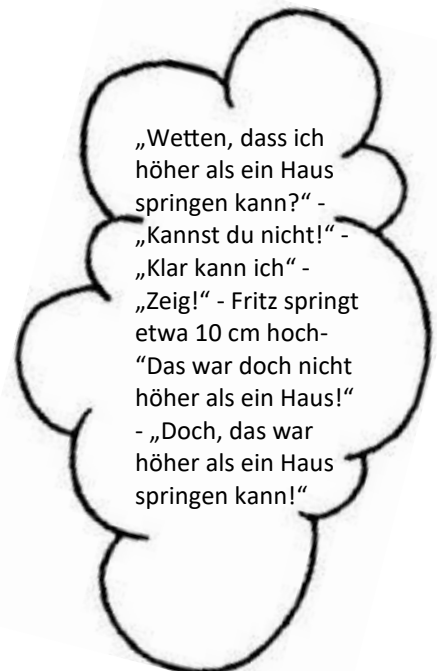 „Wetten, dass ich
höher als ein Haus
springen kann?“ -
„Kannst du nicht!“ -
„Klar kann ich“ -
„Zeig!“ - Fritz springt
etwa 10 cm hoch-
“Das war doch nicht
höher als ein Haus!“
- „Doch, das war
höher als ein Haus
springen kann!“